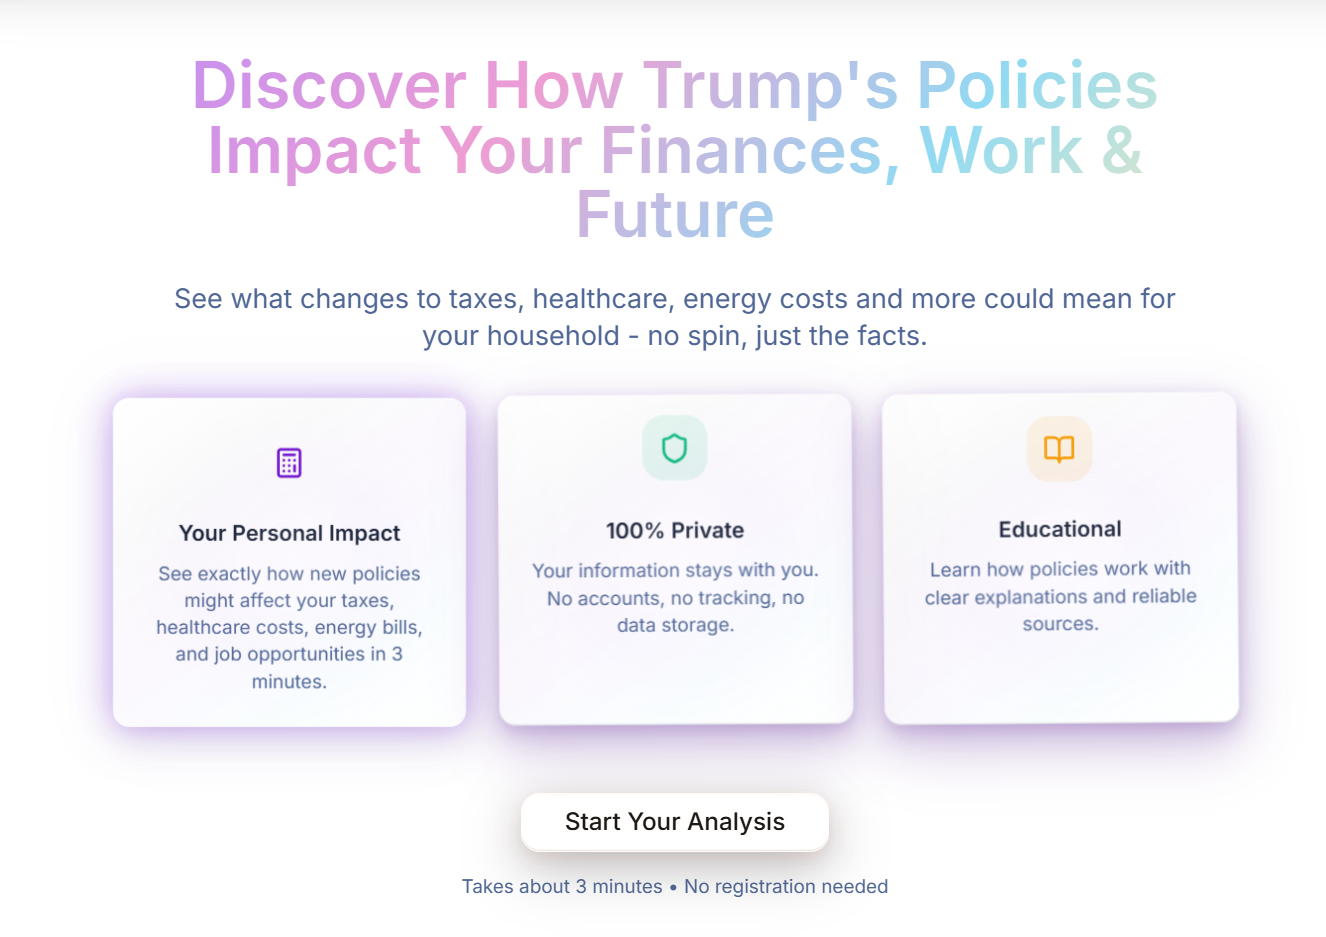 Discover How Trump's Policies
Impact Your Finances, Work &
Future
See what changes to taxes, healthcare, energy costs and more could mean for
your household - no spin, just the facts.
Your Personal Impact
See exactly how new policies
might affect your taxes,
healthcare costs, energy bills,
and job opportunities in 3
minutes.
100% Private
Your information stays with you.
No accounts, no tracking, no
data storage.
Educational
Learn how policies work with
clear explanations and reliable
sources.
Start Your Analysis
Takes about 3 minutes • No registration needed